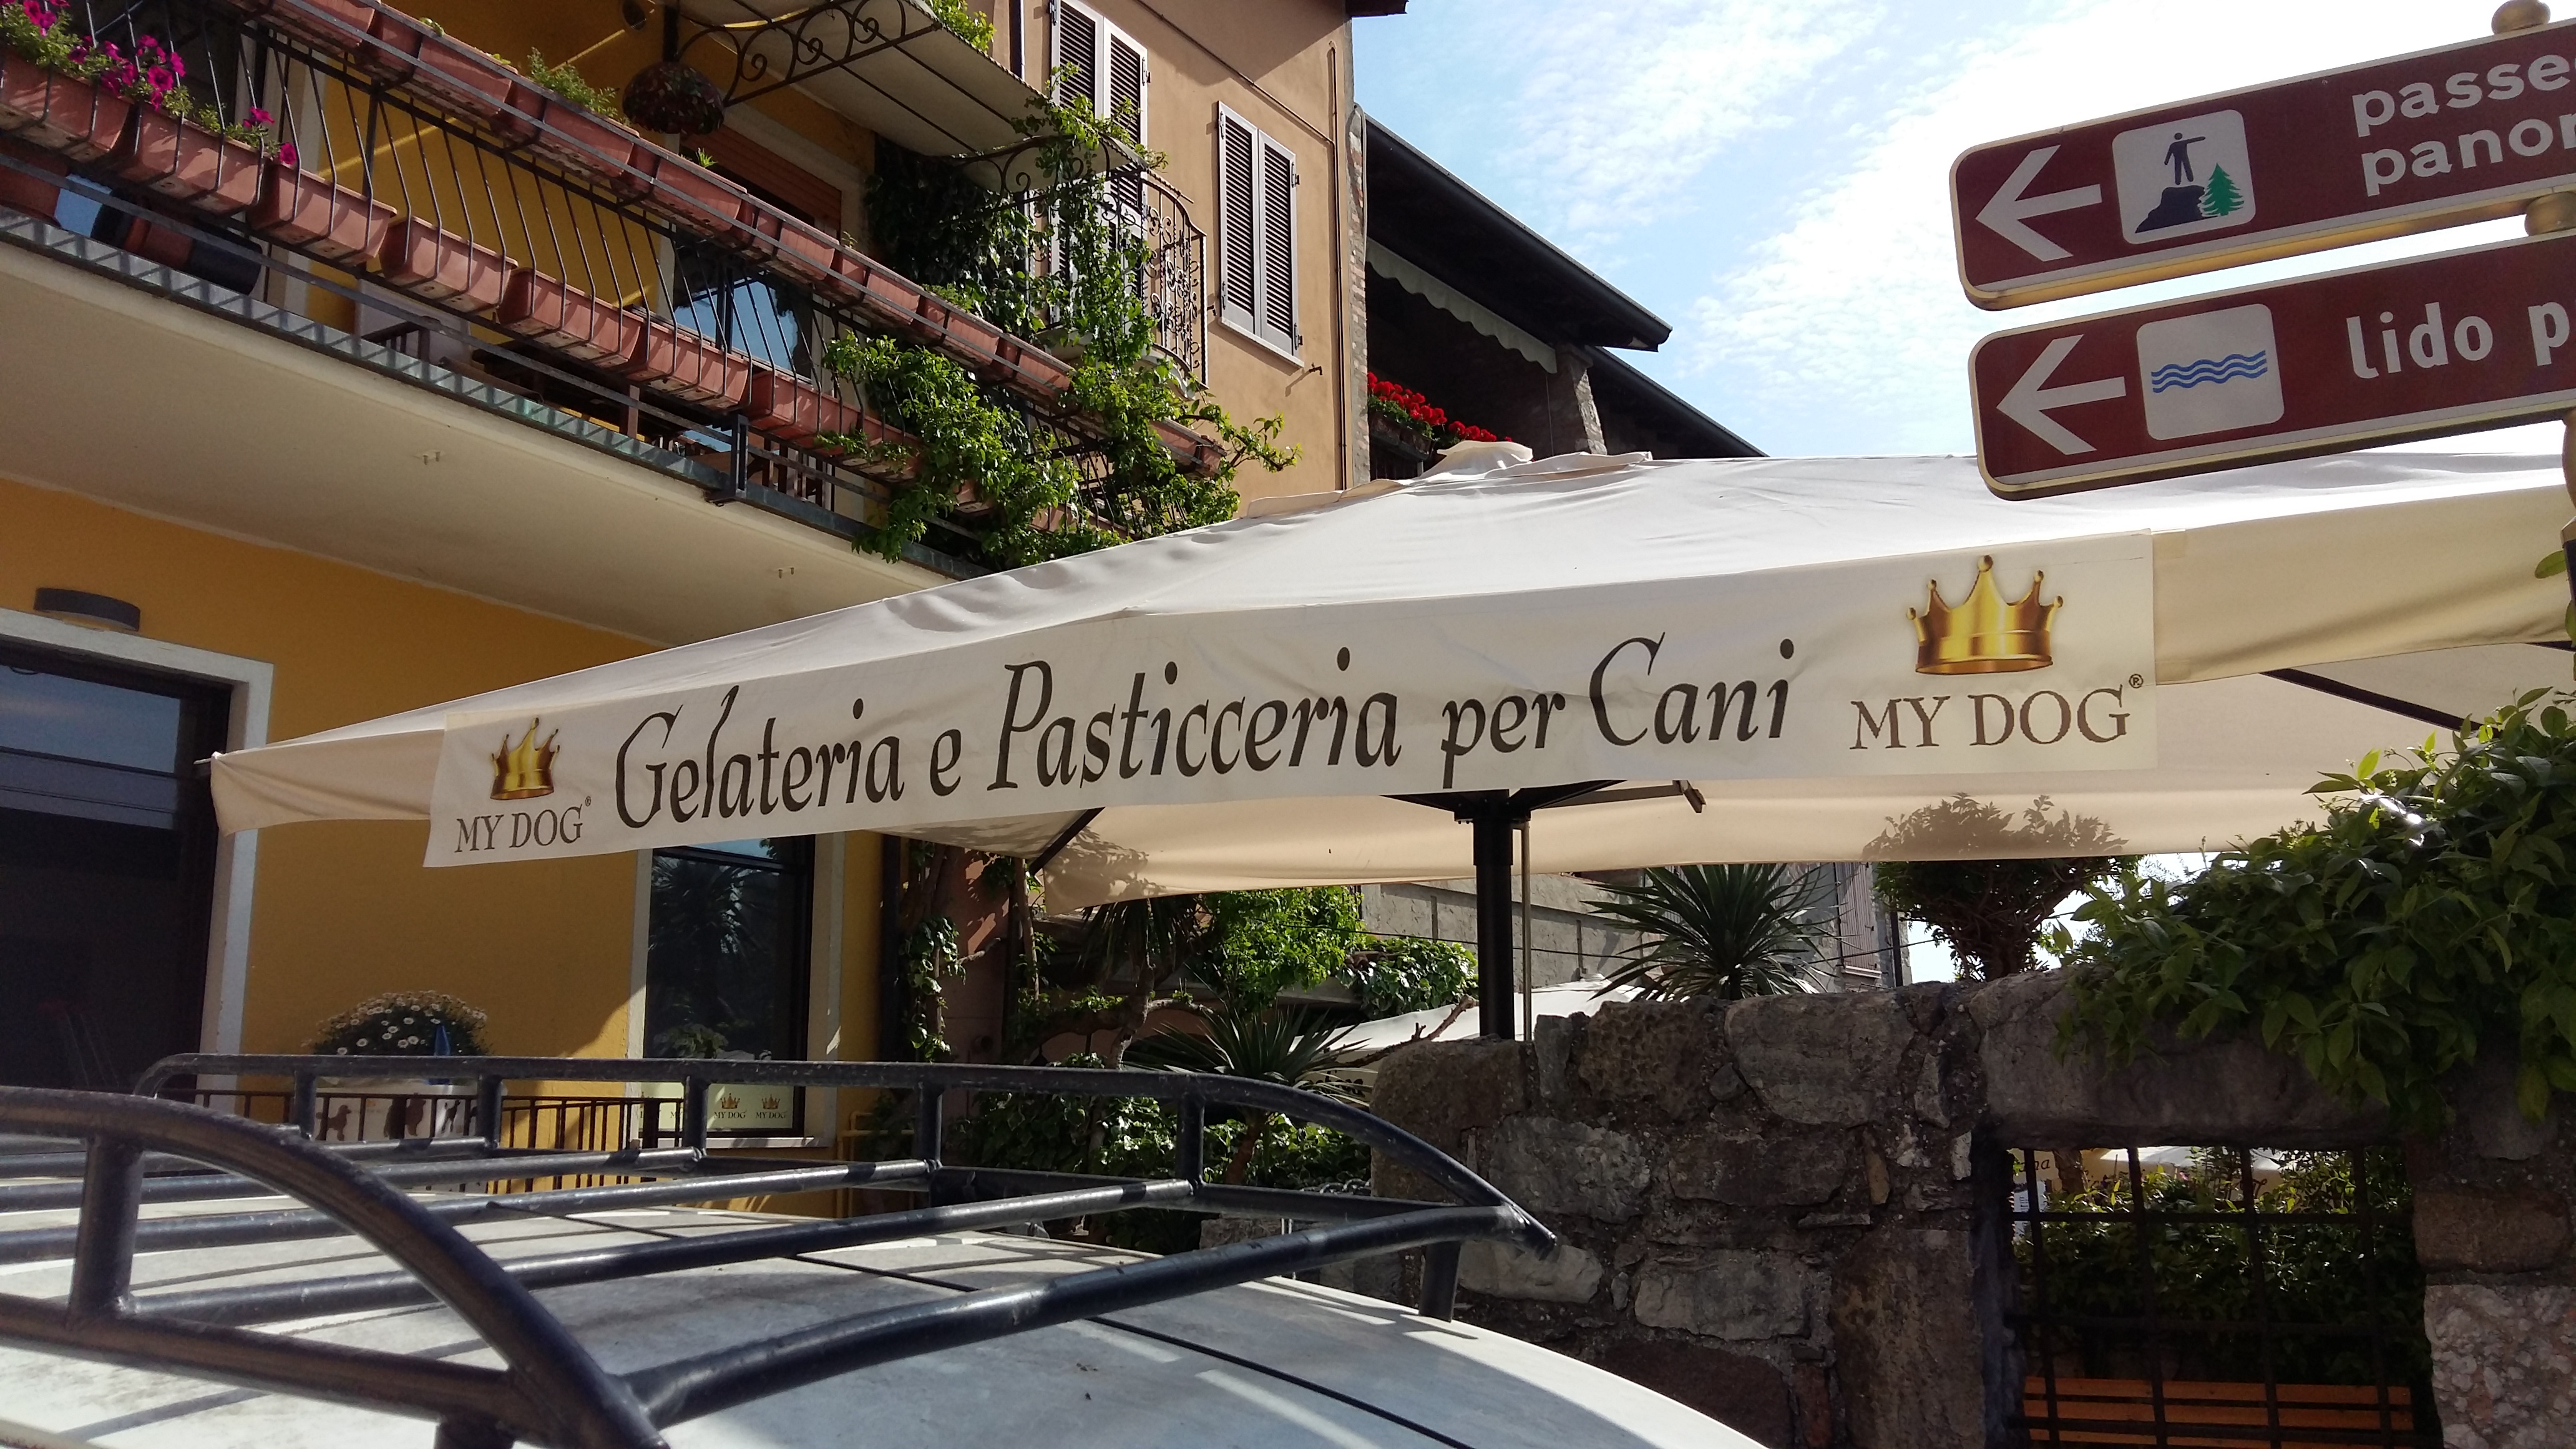 passe
panor
lido p
MY DOG®
Gelateria e Pasticceria per Cani
MY DOG®
MY DOG
MY DOG